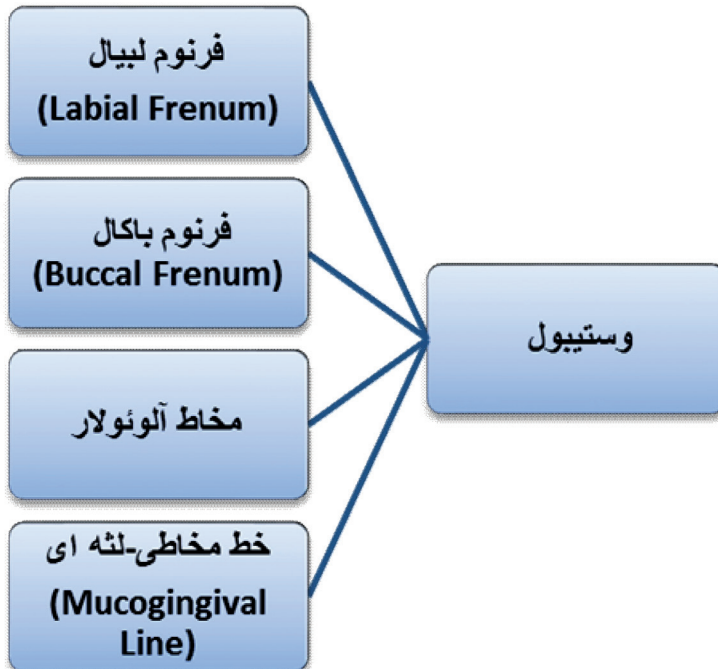 وستیبول
فرنوم لبیال
(Labial Frenum)
فرنوم باکال
(Buccal Frenum)
مخاط آلوئولار
خط مخاطی-لثه ای
(Mucogingival
Line)